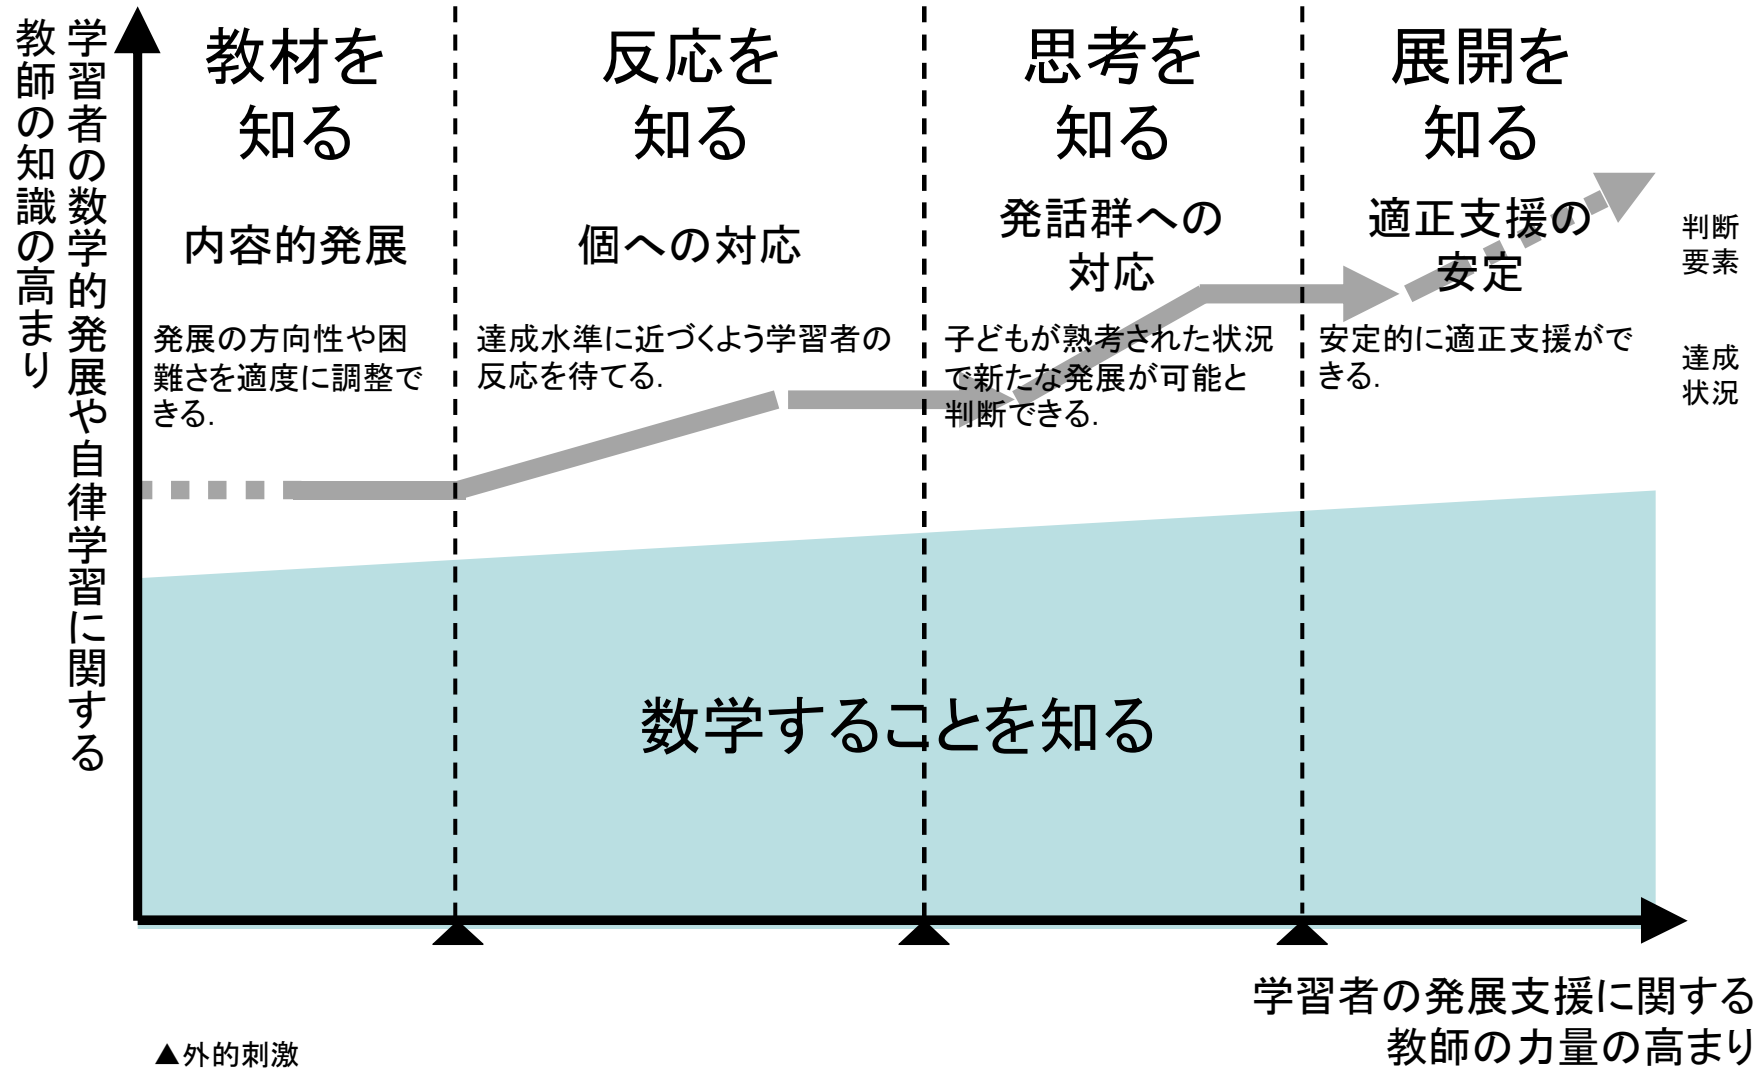 学習者の数学的発展や自律学習に関する
教師の知識の高まり
教材を
知る
反応を
知る
思考を
知る
展開を
知る
内容的発展
個への対応
発話群への
対応
適正支援の
安定
判断
要素
発展の方向性や困
難さを適度に調整で
きる.
達成水準に近づくよう学習者の
反応を待てる.
子どもが熟考された状況
で新たな発展が可能と
判断できる.
安定的に適正支援がで
きる.
達成
状況
数学することを知る
学習者の発展支援に関する
教師の力量の高まり
▲外的刺激